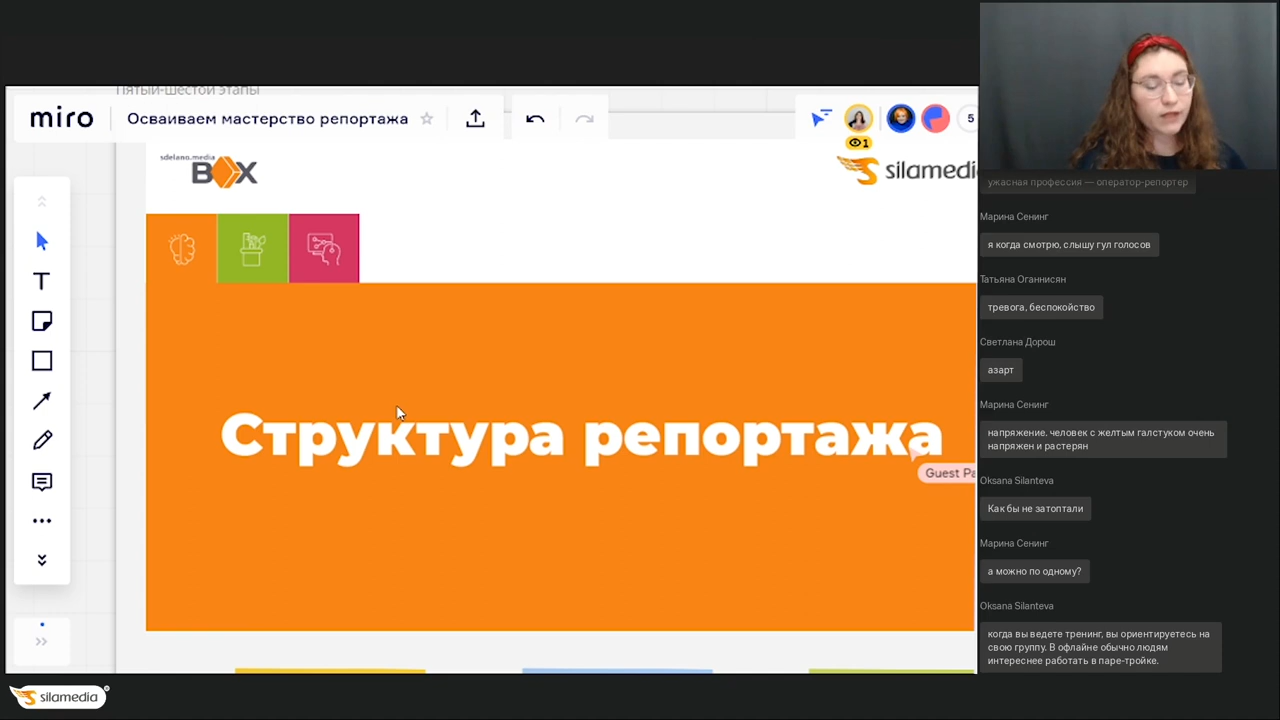 Пятый-шестой этапы
miro
Осваиваем мастерство репортажа
5
1
sdelano.media
BOX
silamedia
Структура репортажа
Guest Pa
ужасная профессия — оператор-репортер
Марина Сенинг
я когда смотрю, слышу гул голосов
Татьяна Оганнисян
тревога, беспокойство
Светлана Дорош
азарт
Марина Сенинг
напряжение. человек с желтым галстуком очень
напряжен и растерян
Oksana Silanteva
Как бы не затоптали
Марина Сенинг
а можно по одному?
Oksana Silanteva
когда вы ведете тренинг, вы ориентируетесь на
свою группу. В офлайне обычно людям
интереснее работать в паре-тройке.
silamedia